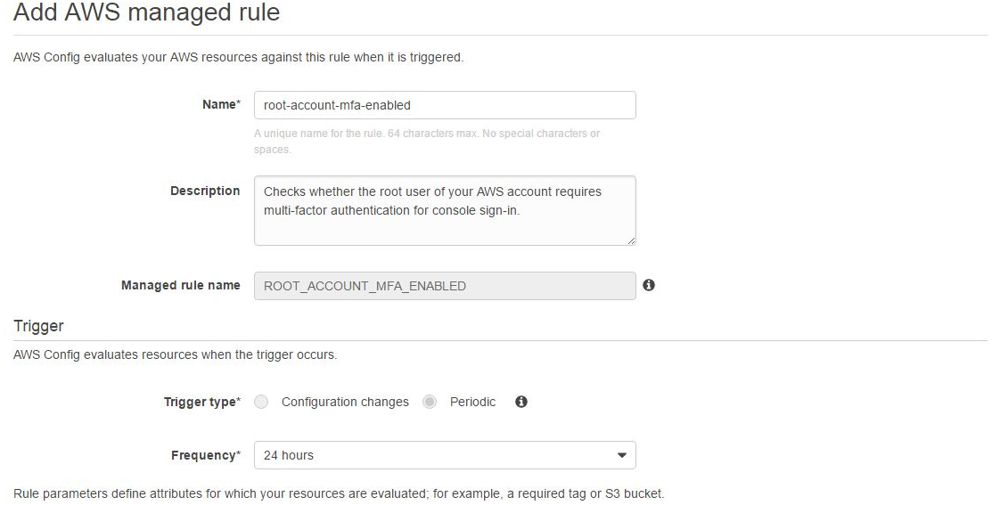 Add AWS managed rule
AWS Config evaluates your AWS resources against this rule when it is triggered.
Name* root-account-mfa-enabled
A unique name for the rule. 64 characters max. No special characters or
spaces.
Description Checks whether the root user of your AWS account requires
multi-factor authentication for console sign-in.
Managed rule name ROOT_ACCOUNT_MFA_ENABLED
Trigger
AWS Config evaluates resources when the trigger occurs.
Trigger type* Configuration changes Periodic
Frequency* 24 hours
Rule parameters define attributes for which your resources are evaluated; for example, a required tag or S3 bucket.